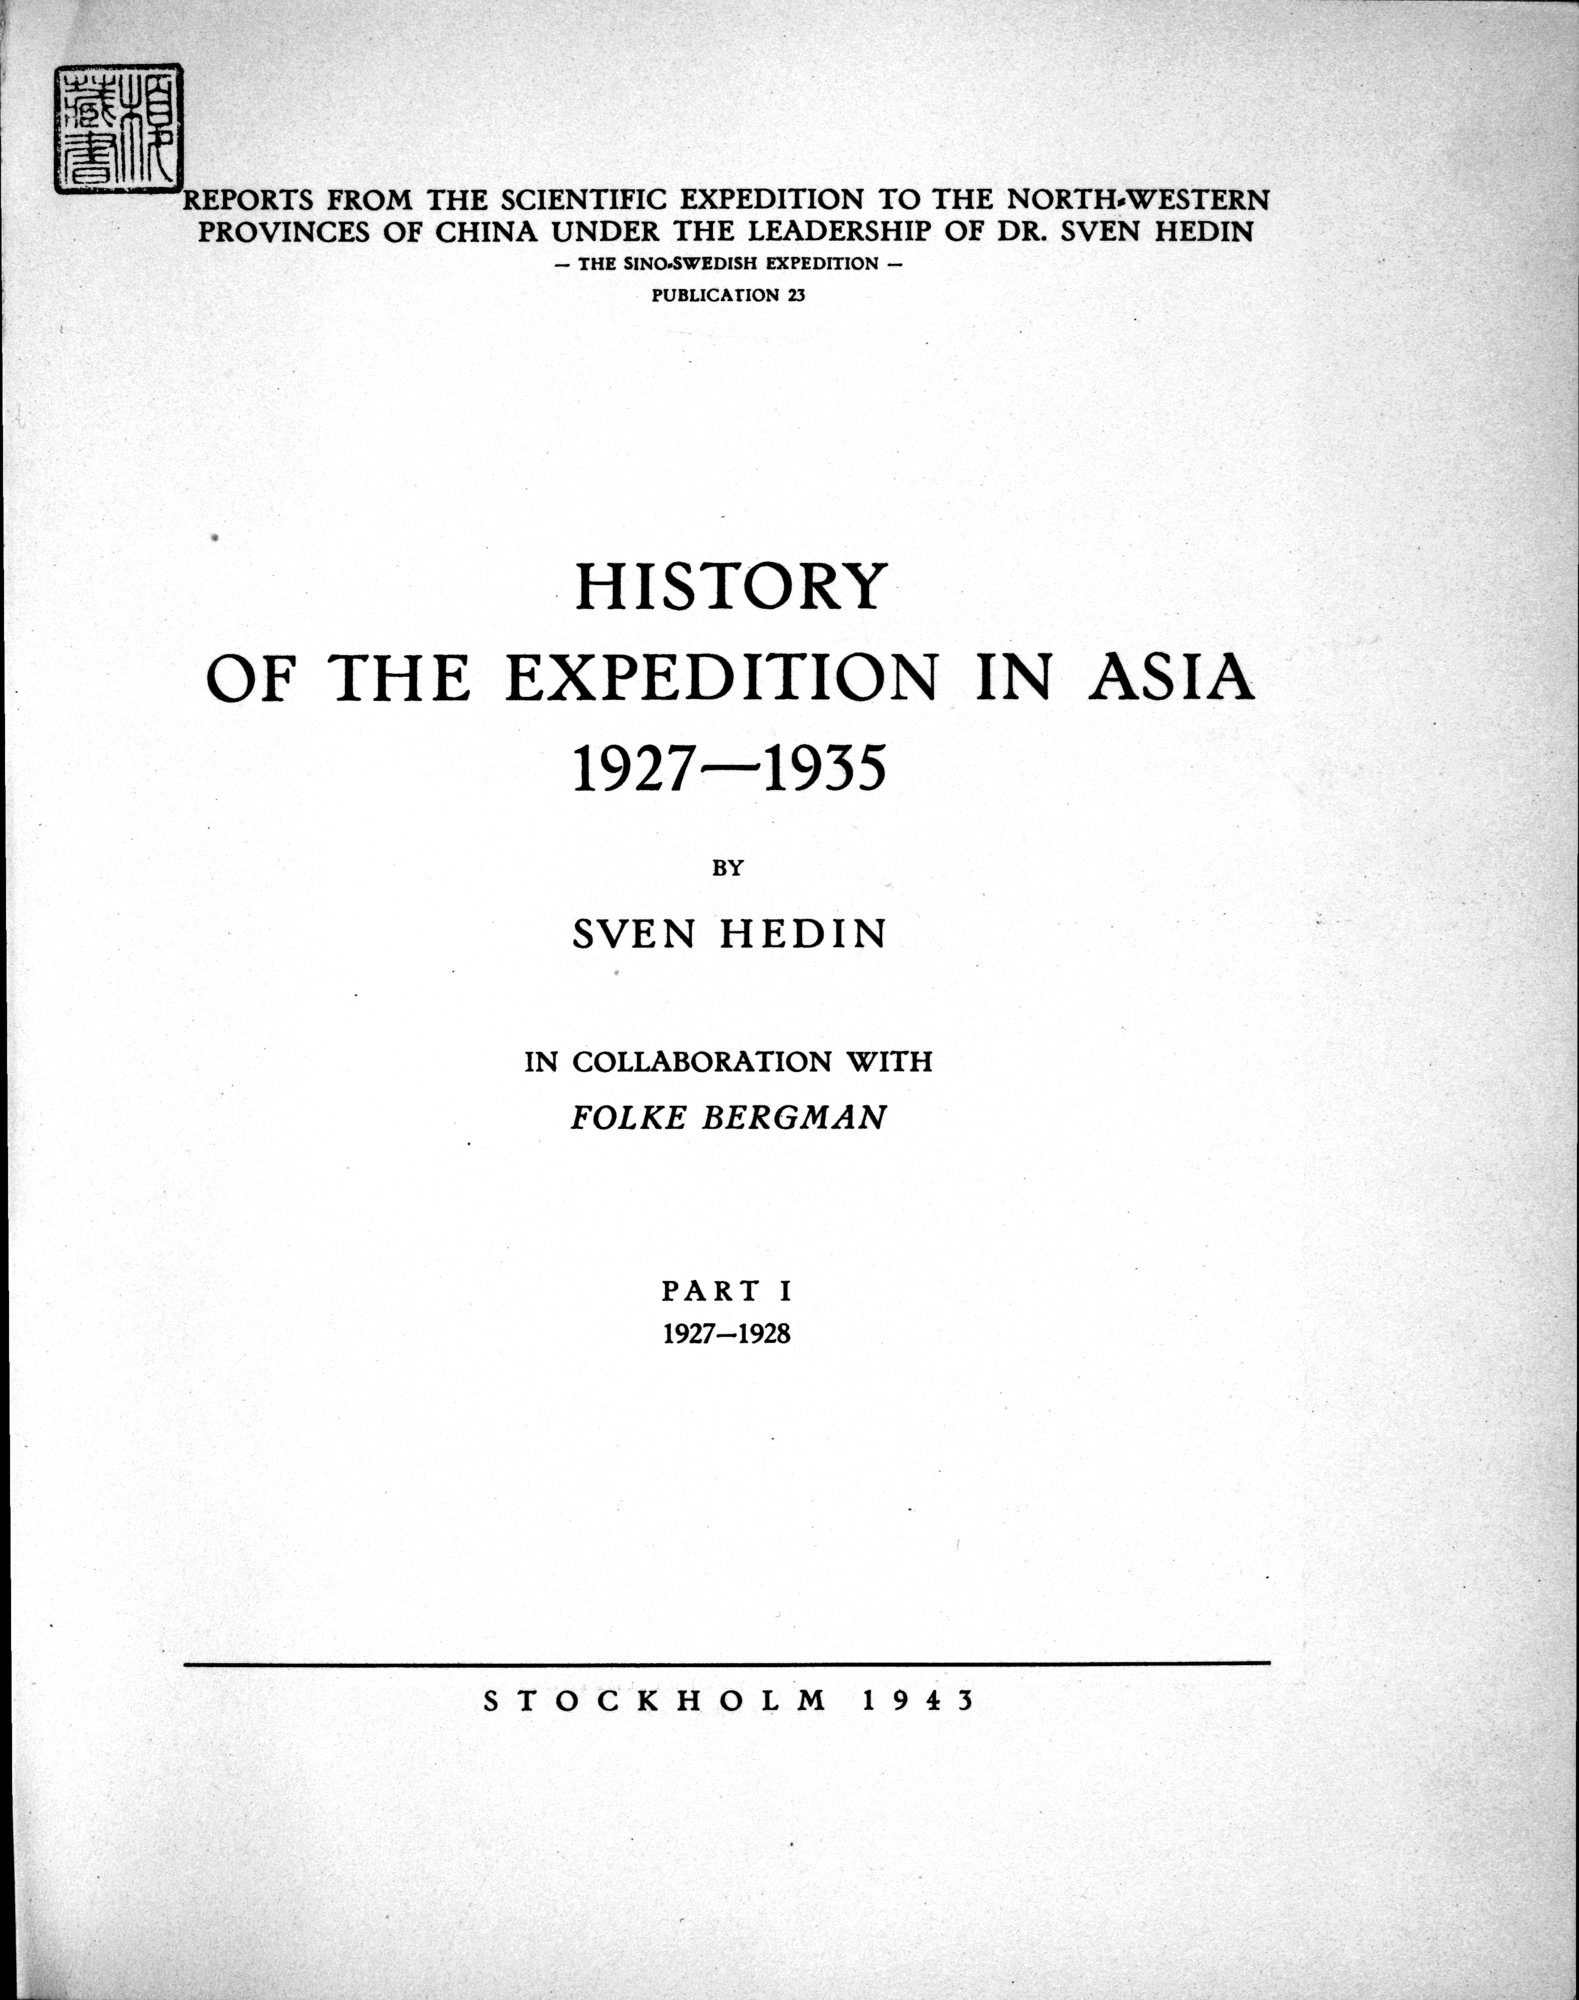 REPORTS FROM THE SCIENTIFIC EXPEDITION TO THE NORTH-WESTERN
PROVINCES OF CHINA UNDER THE LEADERSHIP OF DR. SVEN HEDIN
— THE SINO-SWEDISH EXPEDITION —
PUBLICATION 23
HISTORY
OF THE EXPEDITION IN ASIA
1927—1935
BY
SVEN HEDIN
IN COLLABORATION WITH
FOLKE BERGMAN
PART I
1927—1928
STOCKHOLM 1943